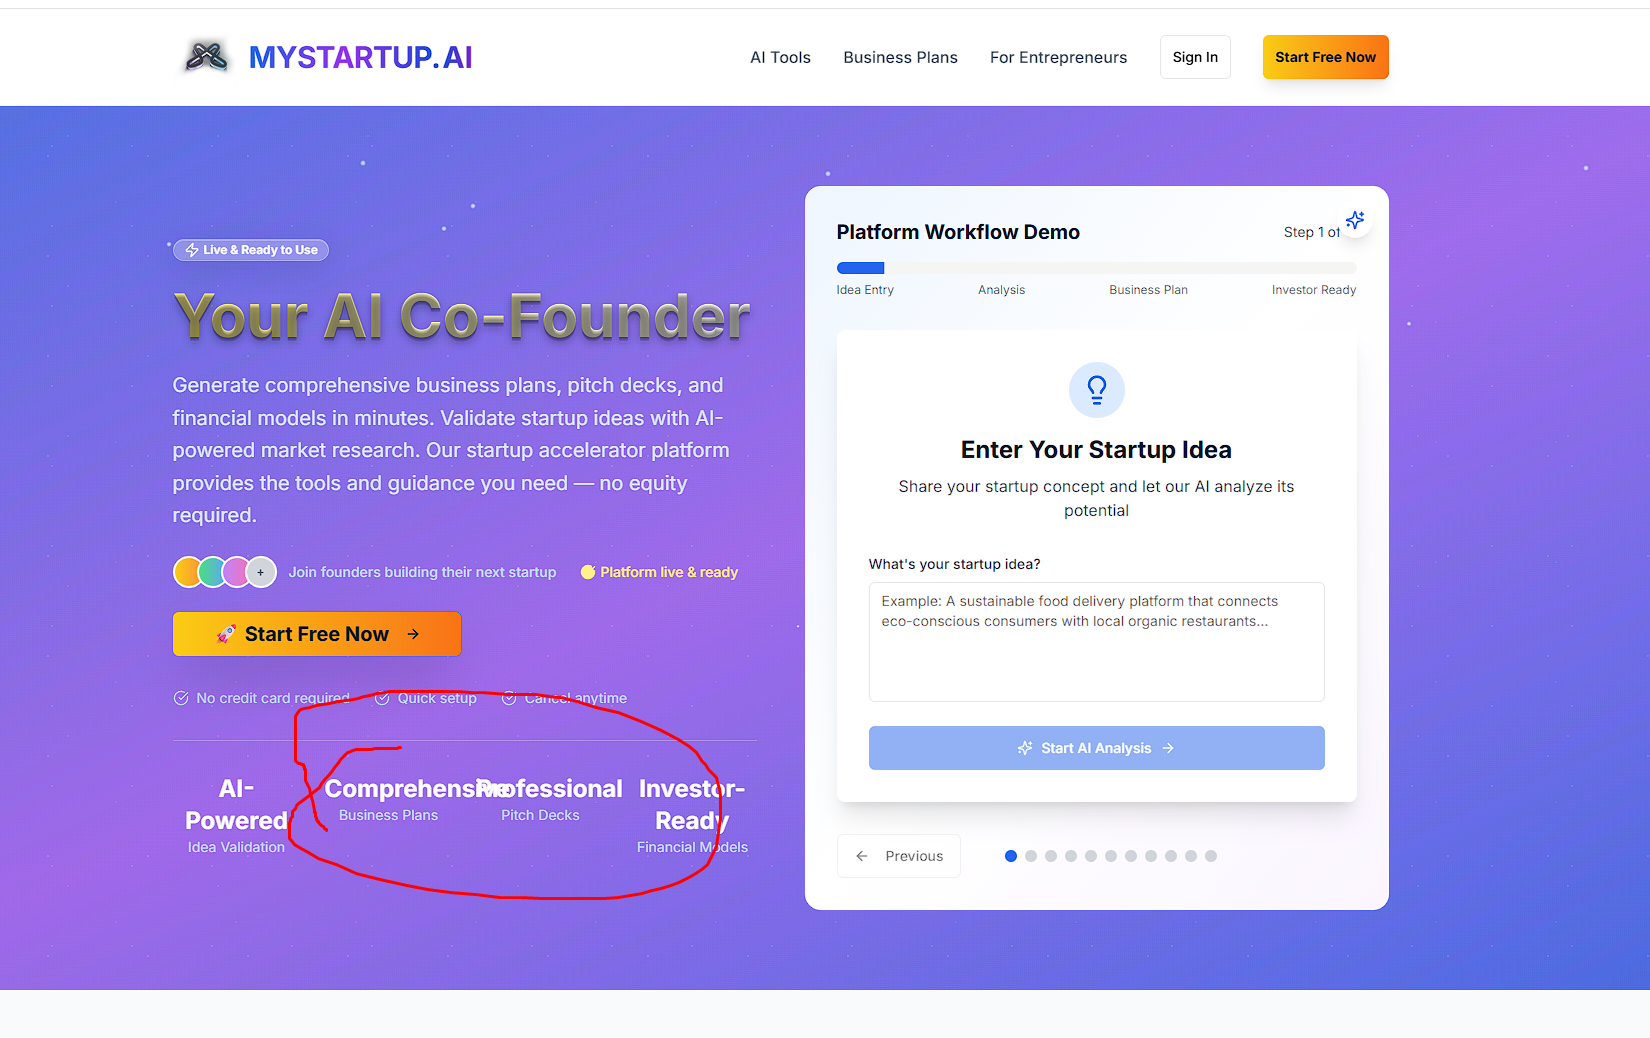 MYSTARTUP.AI
AI Tools
Business Plans
For Entrepreneurs
Sign In
Start Free Now
Live & Ready to Use
Your AI Co-Founder
Generate comprehensive business plans, pitch decks, and
financial models in minutes. Validate startup ideas with AI-
powered market research. Our startup accelerator platform
provides the tools and guidance you need — no equity
required.
+
Join founders building their next startup
Platform live & ready
🚀 Start Free Now →
No credit card required
Quick setup
Cancel anytime
AI-
Powered
Idea Validation
Comprehensive
Business Plans
Professional
Pitch Decks
Investor-
Ready
Financial Models
Platform Workflow Demo
Step 1 of
Idea Entry
Analysis
Business Plan
Investor Ready
Enter Your Startup Idea
Share your startup concept and let our AI analyze its
potential
What's your startup idea?
Example: A sustainable food delivery platform that connects
eco-conscious consumers with local organic restaurants...
Start AI Analysis →
← Previous